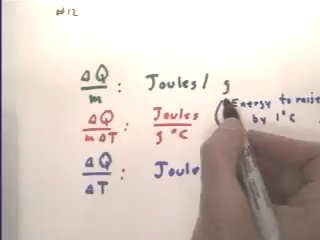 #12
ΔQ/m : Joules/g
ΔQ/mΔT : Joules/g °C (Energy to raise
by 1°C
ΔQ/ΔT : Joule